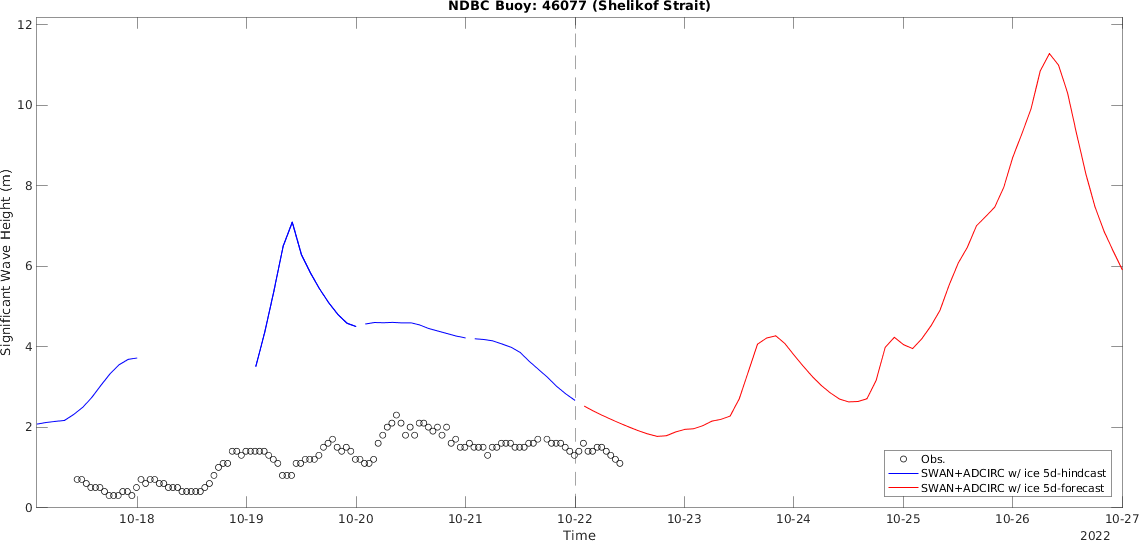 NDBC Buoy: 46077 (Shelikof Strait)
12
10
8
6
4
2
0
Significant Wave Height (m)
Obs.
SWAN+ADCIRC w/ ice 5d-hindcast
SWAN+ADCIRC w/ ice 5d-forecast
10-18 10-19 10-20 10-21 10-22 10-23 10-24 10-25 10-26 10-27
Time
2022